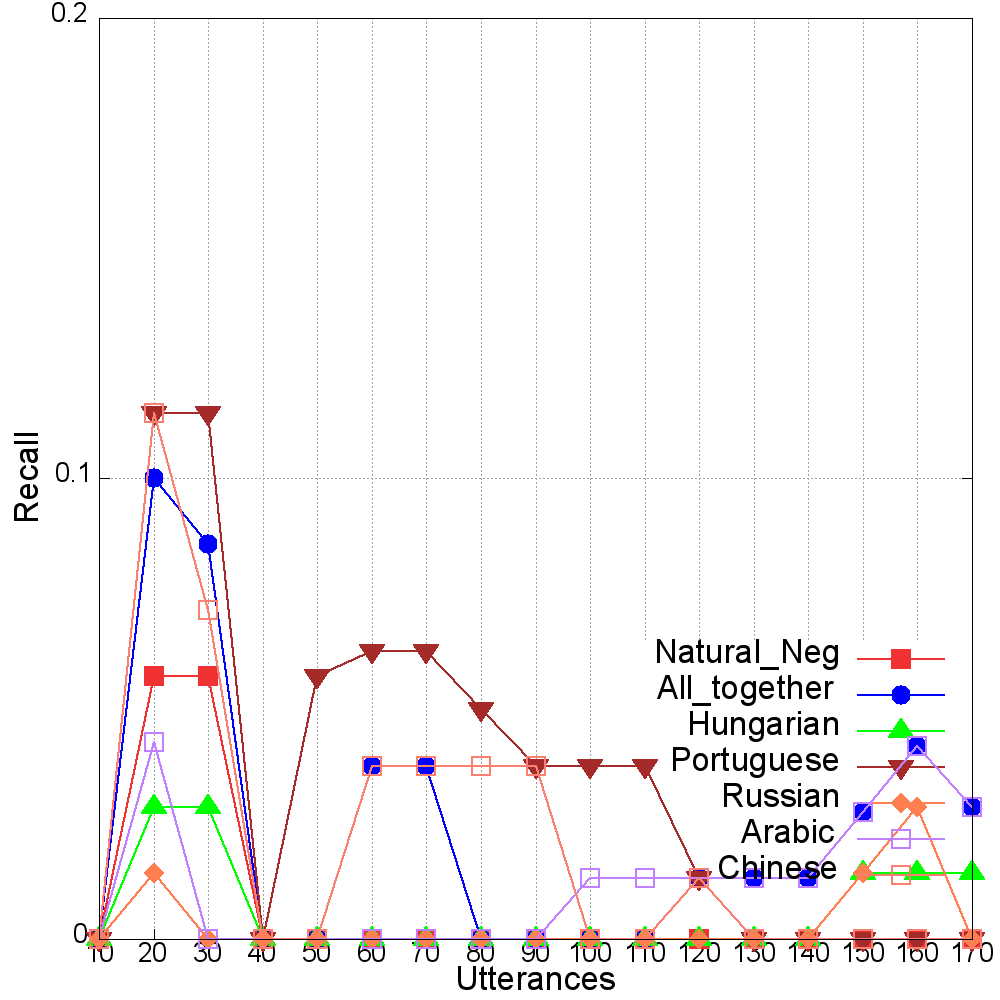 0.2
Recall
0.1
Natural_Neg
All_together
Hungarian
Portuguese
Russian
Arabic
Chinese
0
10 20 30 40 50 60 70 80 90 100 110 120 130 140 150 160 170
Utterances